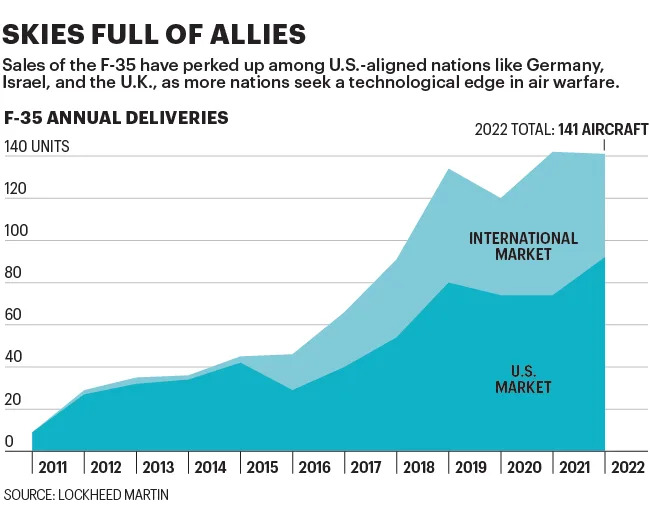 SKIES FULL OF ALLIES
Sales of the F-35 have perked up among U.S.-aligned nations like Germany,
Israel, and the U.K., as more nations seek a technological edge in air warfare.
F-35 ANNUAL DELIVERIES
2022 TOTAL: 141 AIRCRAFT
140 UNITS
120
100
80
60
40
20
0
INTERNATIONAL
MARKET
U.S.
MARKET
2011 2012 2013 2014 2015 2016 2017 2018 2019 2020 2021 2022
SOURCE: LOCKHEED MARTIN